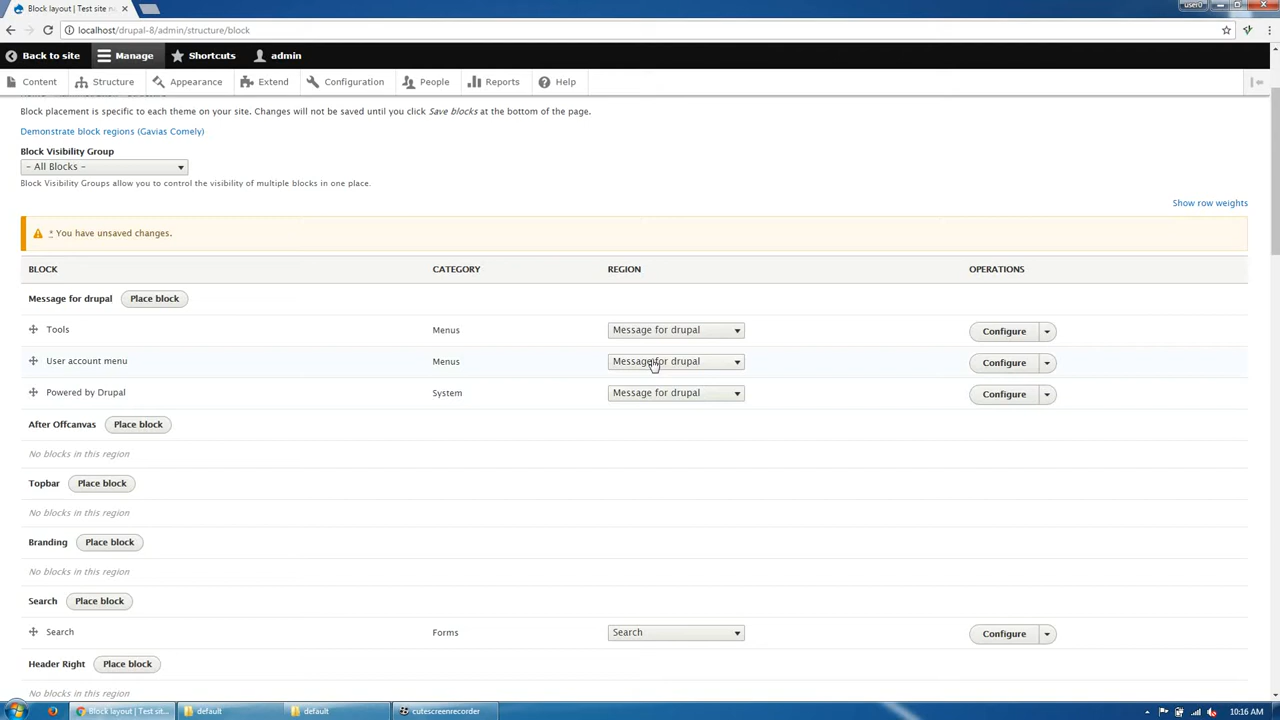 Block layout | Test site n
user0
localhost/drupal-8/admin/structure/block
Back to site Manage Shortcuts admin
Content Structure Appearance Extend Configuration People Reports Help
Block placement is specific to each theme on your site. Changes will not be saved until you click Save blocks at the bottom of the page.
Demonstrate block regions (Gavias Comely)
Block Visibility Group
- All Blocks -
Block Visibility Groups allow you to control the visibility of multiple blocks in one place.
Show row weights
* You have unsaved changes.
BLOCK CATEGORY REGION OPERATIONS
Message for drupal Place block
Tools Menus Message for drupal Configure
User account menu Menus Message for drupal Configure
Powered by Drupal System Message for drupal Configure
After Offcanvas Place block
No blocks in this region
Topbar Place block
No blocks in this region
Branding Place block
No blocks in this region
Search Place block
Search Forms Search Configure
Header Right Place block
No blocks in this region
Block layout | Test sit... default default cutescreenrecorder 10:16 AM